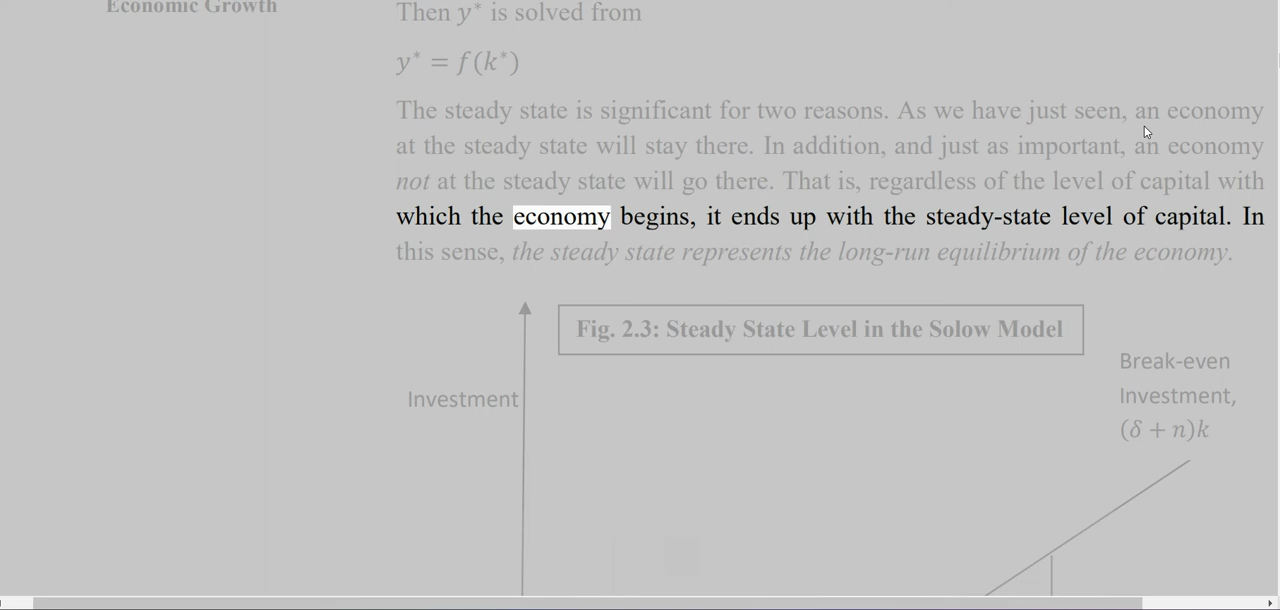 Economic Growth
Then y* is solved from
y* = f(k*)
The steady state is significant for two reasons. As we have just seen, an economy
at the steady state will stay there. In addition, and just as important, an economy
not at the steady state will go there. That is, regardless of the level of capital with
which the economy begins, it ends up with the steady-state level of capital. In
this sense, the steady state represents the long-run equilibrium of the economy.
Fig. 2.3: Steady State Level in the Solow Model
Break-even
Investment,
(δ + n)k
Investment